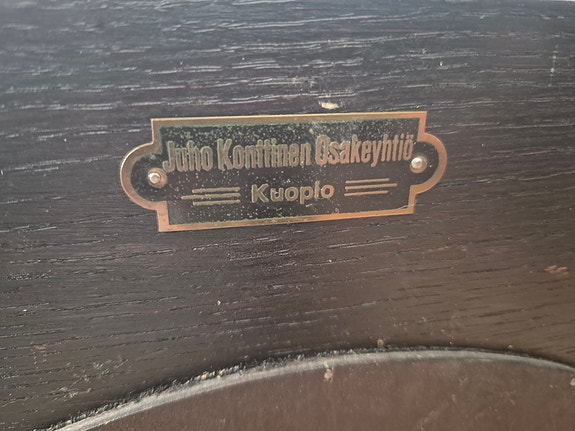 Juho Konttinen Osakeyhtiö
Kuopio